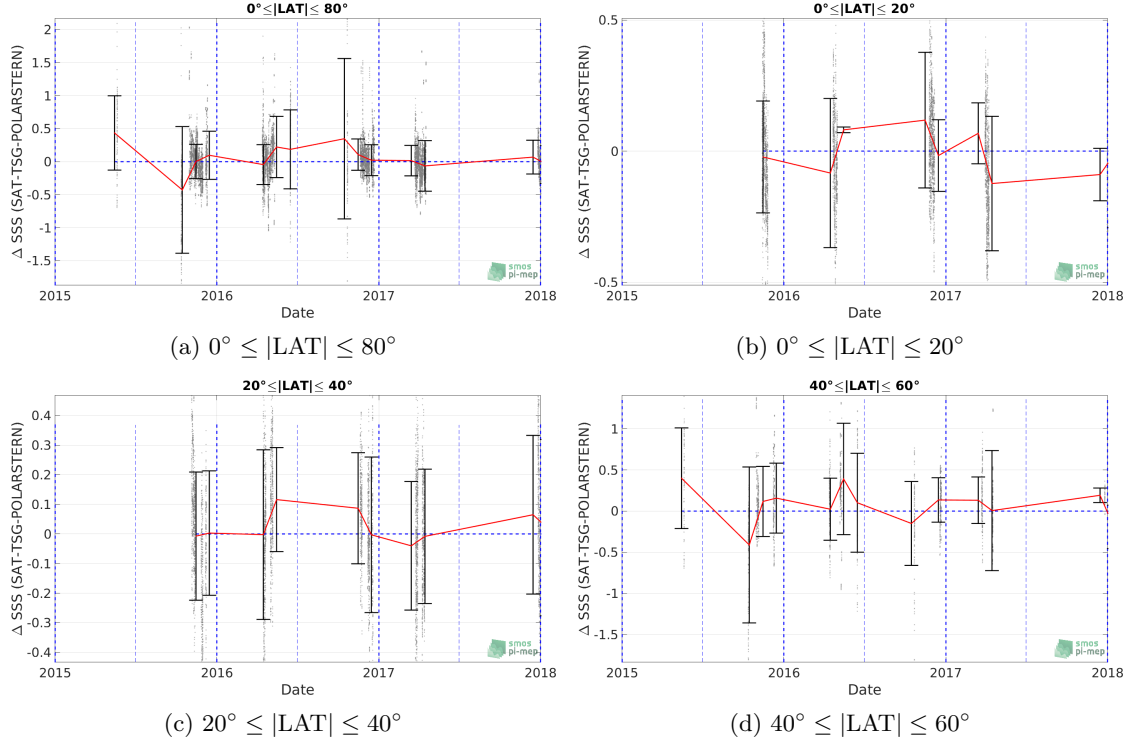 0°≤|LAT|≤ 80°
Δ SSS (SAT-TSG-POLARSTERN)
2
1.5
1
0.5
0
-0.5
-1
-1.5
2015
2016
2017
2018
Date
smos
pi-mep
(a) 0° ≤ |LAT| ≤ 80°
0°≤|LAT|≤ 20°
Δ SSS (SAT-TSG-POLARSTERN)
0.5
0
-0.5
2015
2016
2017
2018
Date
smos
pi-mep
(b) 0° ≤ |LAT| ≤ 20°
20°≤|LAT|≤ 40°
Δ SSS (SAT-TSG-POLARSTERN)
0.4
0.3
0.2
0.1
0
-0.1
-0.2
-0.3
-0.4
2015
2016
2017
2018
Date
smos
pi-mep
(c) 20° ≤ |LAT| ≤ 40°
40°≤|LAT|≤ 60°
Δ SSS (SAT-TSG-POLARSTERN)
1
0.5
0
-0.5
-1
-1.5
2015
2016
2017
2018
Date
smos
pi-mep
(d) 40° ≤ |LAT| ≤ 60°